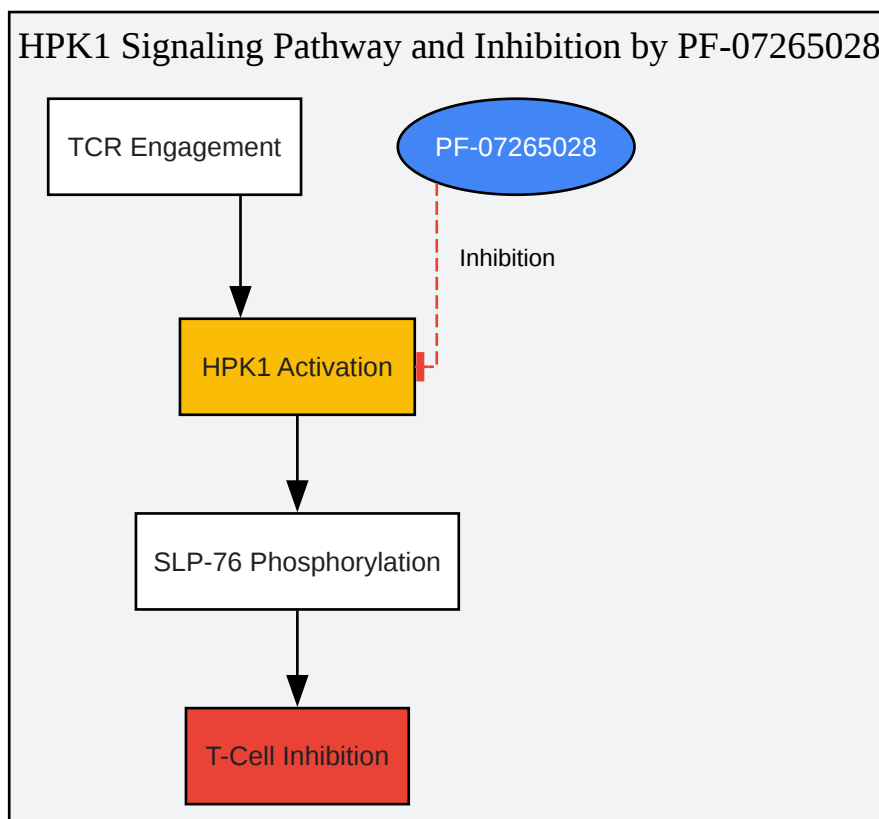 HPK1 Signaling Pathway and Inhibition by PF-07265028
TCR Engagement
PF-07265028
Inhibition
HPK1 Activation
SLP-76 Phosphorylation
T-Cell Inhibition